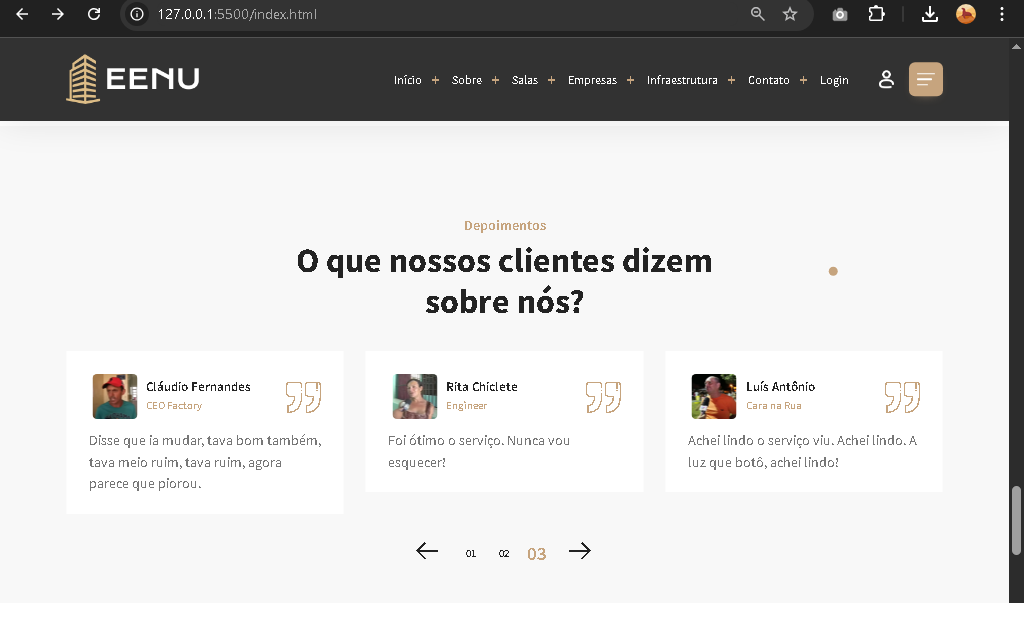 127.0.0.1:5500/index.html
EENU
Início + Sobre + Salas + Empresas + Infraestrutura + Contato + Login
Depoimentos
O que nossos clientes dizem
sobre nós?
Cláudio Fernandes
CEO Factory
Disse que ia mudar, tava bom também,
tava meio ruim, tava ruim, agora
parece que piorou.
Rita Chiclete
Enginear
Foi ótimo o serviço. Nunca vou
esquecer!
Luís Antônio
Cara na Rua
Achei lindo o serviço viu. Achei lindo. A
luz que botô, achei lindo!
01 02 03